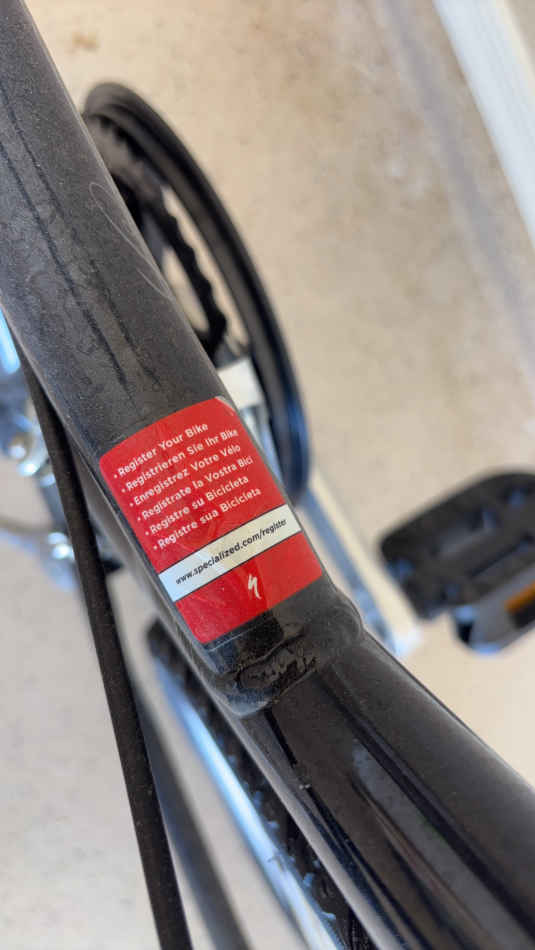 • Register Your Bike
• Registrieren Sie Ihr Bike
• Enregistrez Votre Vélo
• Registrate la Vostra Bici
• Registre su Bicicleta
• Registre sua Bicicleta
www.specialized.com/register